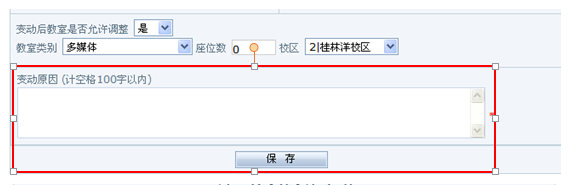 变动后教室是否允许调整 是
教室类别 多媒体 座位数 0 校区 2|桂林洋校区
变动原因 (计空格100字以内)
保 存